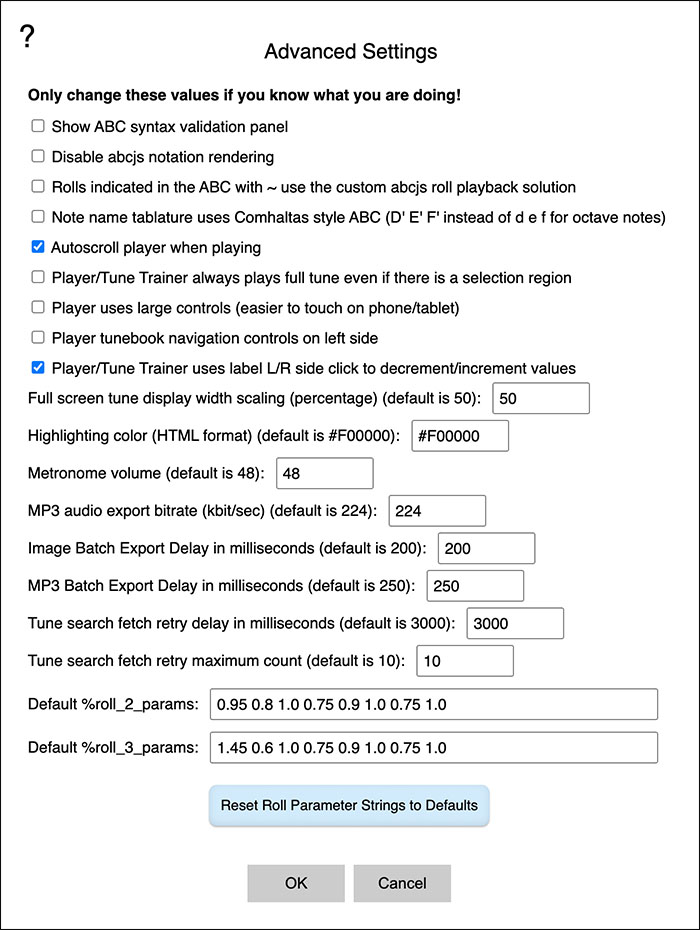 ?
Advanced Settings
Only change these values if you know what you are doing!
Show ABC syntax validation panel
Disable abcjs notation rendering
Rolls indicated in the ABC with ~ use the custom abcjs roll playback solution
Note name tablature uses Comhaltas style ABC (D' E' F' instead of d e f for octave notes)
Autoscroll player when playing
Player/Tune Trainer always plays full tune even if there is a selection region
Player uses large controls (easier to touch on phone/tablet)
Player tunebook navigation controls on left side
Player/Tune Trainer uses label L/R side click to decrement/increment values
Full screen tune display width scaling (percentage) (default is 50): 50
Highlighting color (HTML format) (default is #F00000): #F00000
Metronome volume (default is 48): 48
MP3 audio export bitrate (kbit/sec) (default is 224): 224
Image Batch Export Delay in milliseconds (default is 200): 200
MP3 Batch Export Delay in milliseconds (default is 250): 250
Tune search fetch retry delay in milliseconds (default is 3000): 3000
Tune search fetch retry maximum count (default is 10): 10
Default %roll_2_params: 0.95 0.8 1.0 0.75 0.9 1.0 0.75 1.0
Default %roll_3_params: 1.45 0.6 1.0 0.75 0.9 1.0 0.75 1.0
Reset Roll Parameter Strings to Defaults
OK Cancel